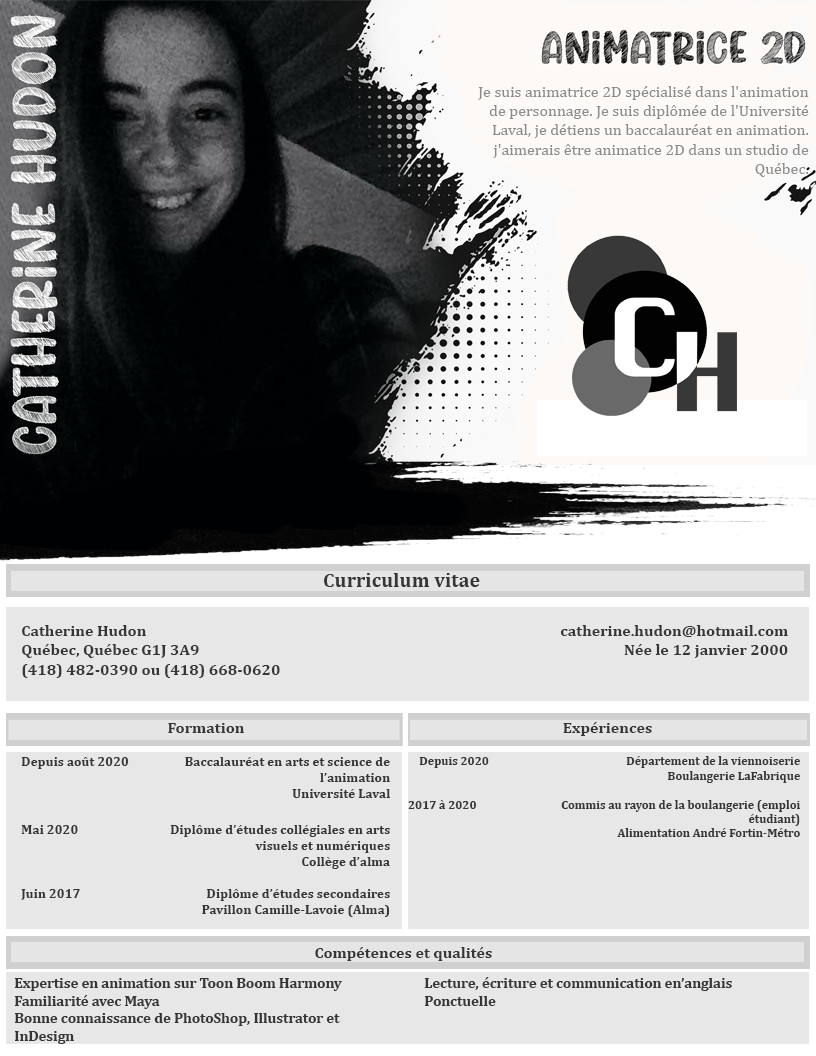 CATHERINE HUDON
ANIMATRICE 2D
Je suis animatrice 2D spécialisé dans l'animation
de personnage. Je suis diplômée de l'Université
Laval, je détiens un baccalauréat en animation.
j'aimerais être animatice 2D dans un studio de
Québec.
CH
Curriculum vitae
Catherine Hudon
Québec, Québec G1J 3A9
(418) 482-0390 ou (418) 668-0620
catherine.hudon@hotmail.com
Née le 12 janvier 2000
Formation
Depuis août 2020 Baccalauréat en arts et science de
l’animation
Université Laval
Mai 2020 Diplôme d’études collégiales en arts
visuels et numériques
Collège d’alma
Juin 2017 Diplôme d’études secondaires
Pavillon Camille-Lavoie (Alma)
Expériences
Depuis 2020 Département de la viennoiserie
Boulangerie LaFabrique
2017 à 2020 Commis au rayon de la boulangerie (emploi
étudiant)
Alimentation André Fortin-Métro
Compétences et qualités
Expertise en animation sur Toon Boom Harmony
Familiarité avec Maya
Bonne connaissance de PhotoShop, Illustrator et
InDesign
Lecture, écriture et communication en’anglais
Ponctuelle